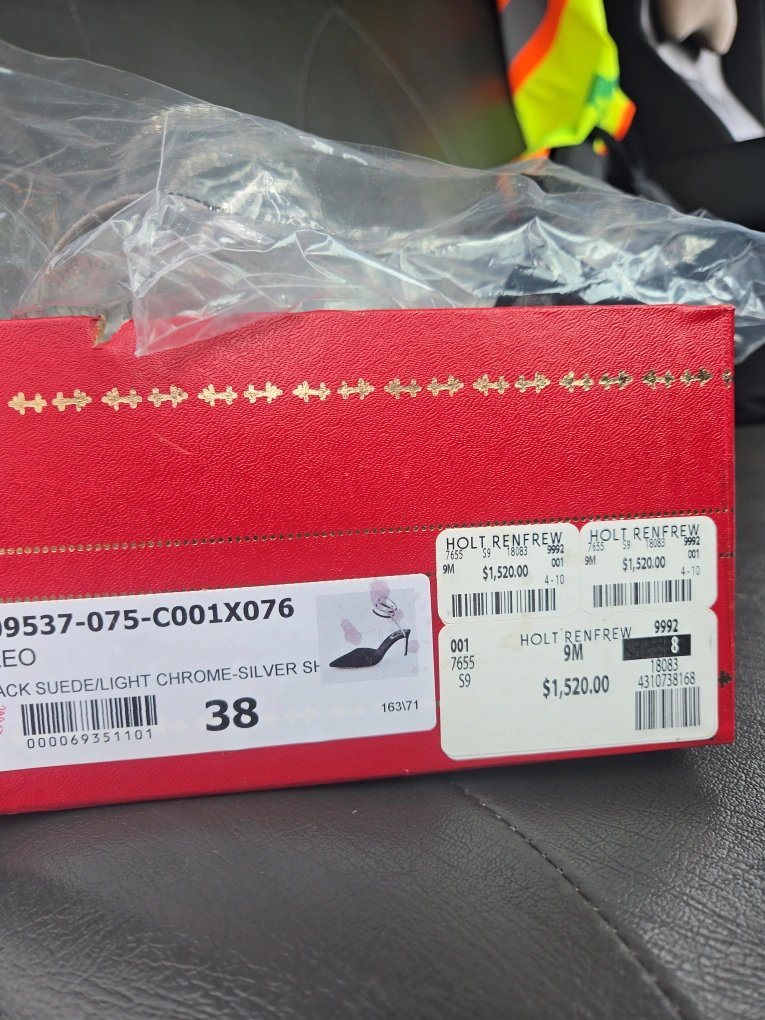 HOLT RENFREW
7655 S9 18083 9992
9M 001
$1,520.00
4-10
HOLT RENFREW
7655 S9 18083 9992
9M 001
$1,520.00
4-10
09537-075-C001X076
EO
ACK SUEDE/LIGHT CHROME-SILVER SH
38
163\71
000069351101
001 HOLT RENFREW 9992
7655 9M 8
S9 18083
$1,520.00 4310738168